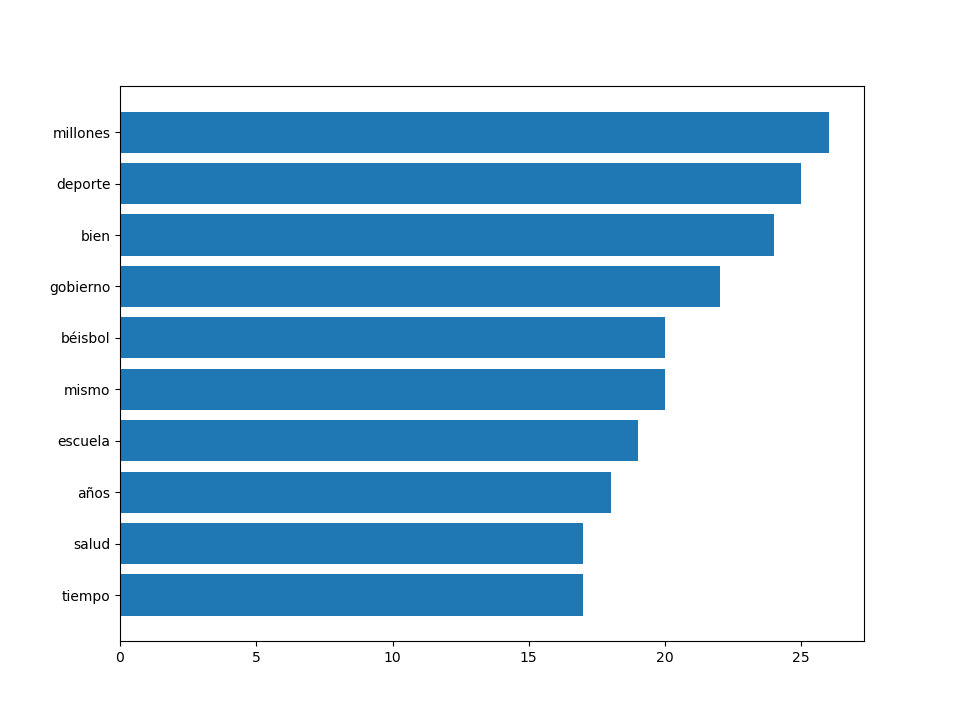 millones
deporte
bien
gobierno
béisbol
mismo
escuela
años
salud
tiempo
0 5 10 15 20 25